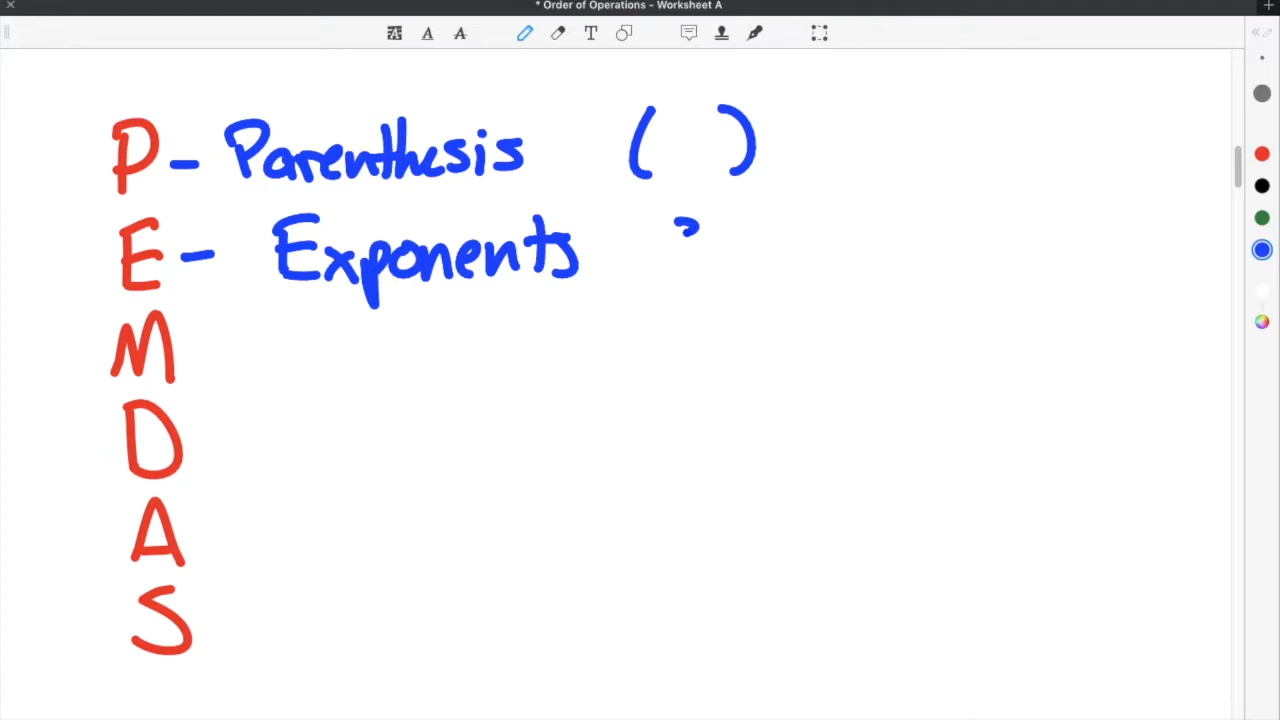 * Order of Operations - Worksheet A
P - Parenthesis ( )
E - Exponents
M
D
A
S